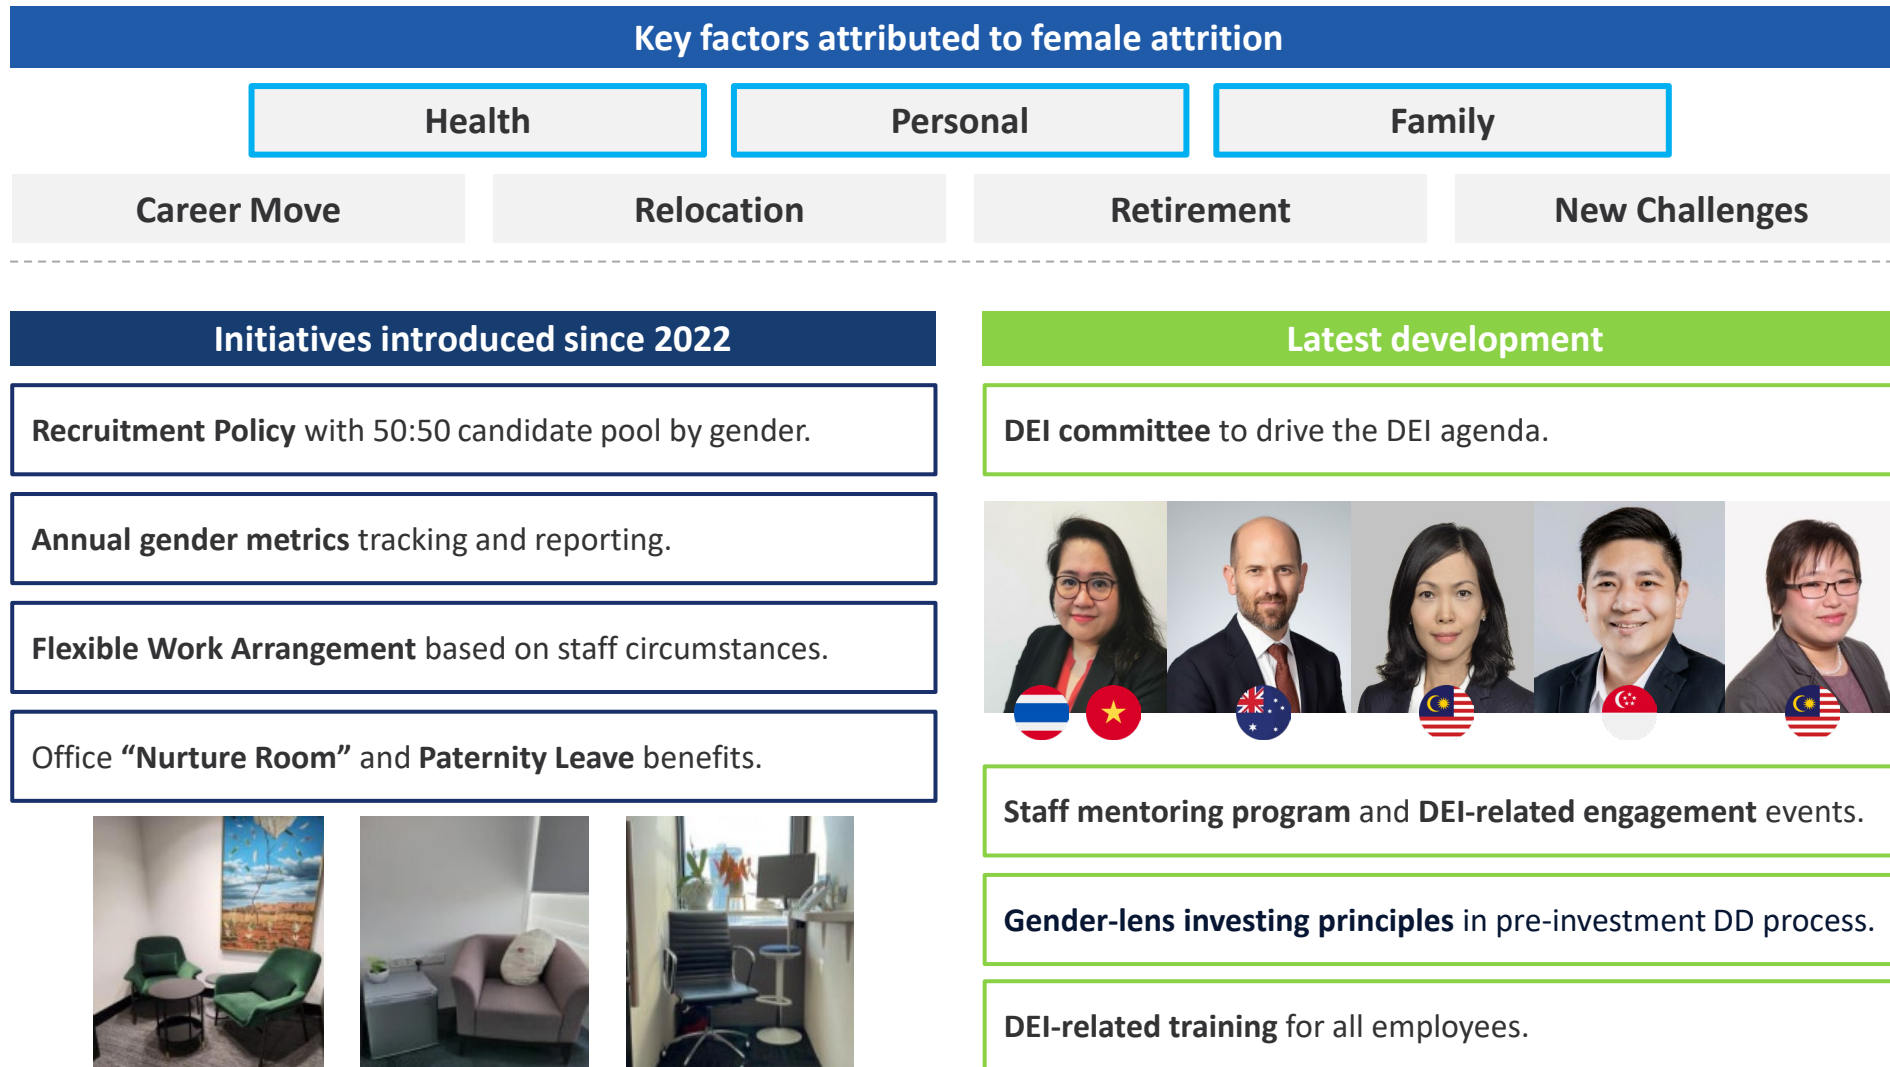 Key factors attributed to female attrition
Health
Personal
Family
Career Move
Relocation
Retirement
New Challenges
Initiatives introduced since 2022
Recruitment Policy with 50:50 candidate pool by gender.
Annual gender metrics tracking and reporting.
Flexible Work Arrangement based on staff circumstances.
Office “Nurture Room” and Paternity Leave benefits.
Latest development
DEI committee to drive the DEI agenda.
Staff mentoring program and DEI-related engagement events.
Gender-lens investing principles in pre-investment DD process.
DEI-related training for all employees.